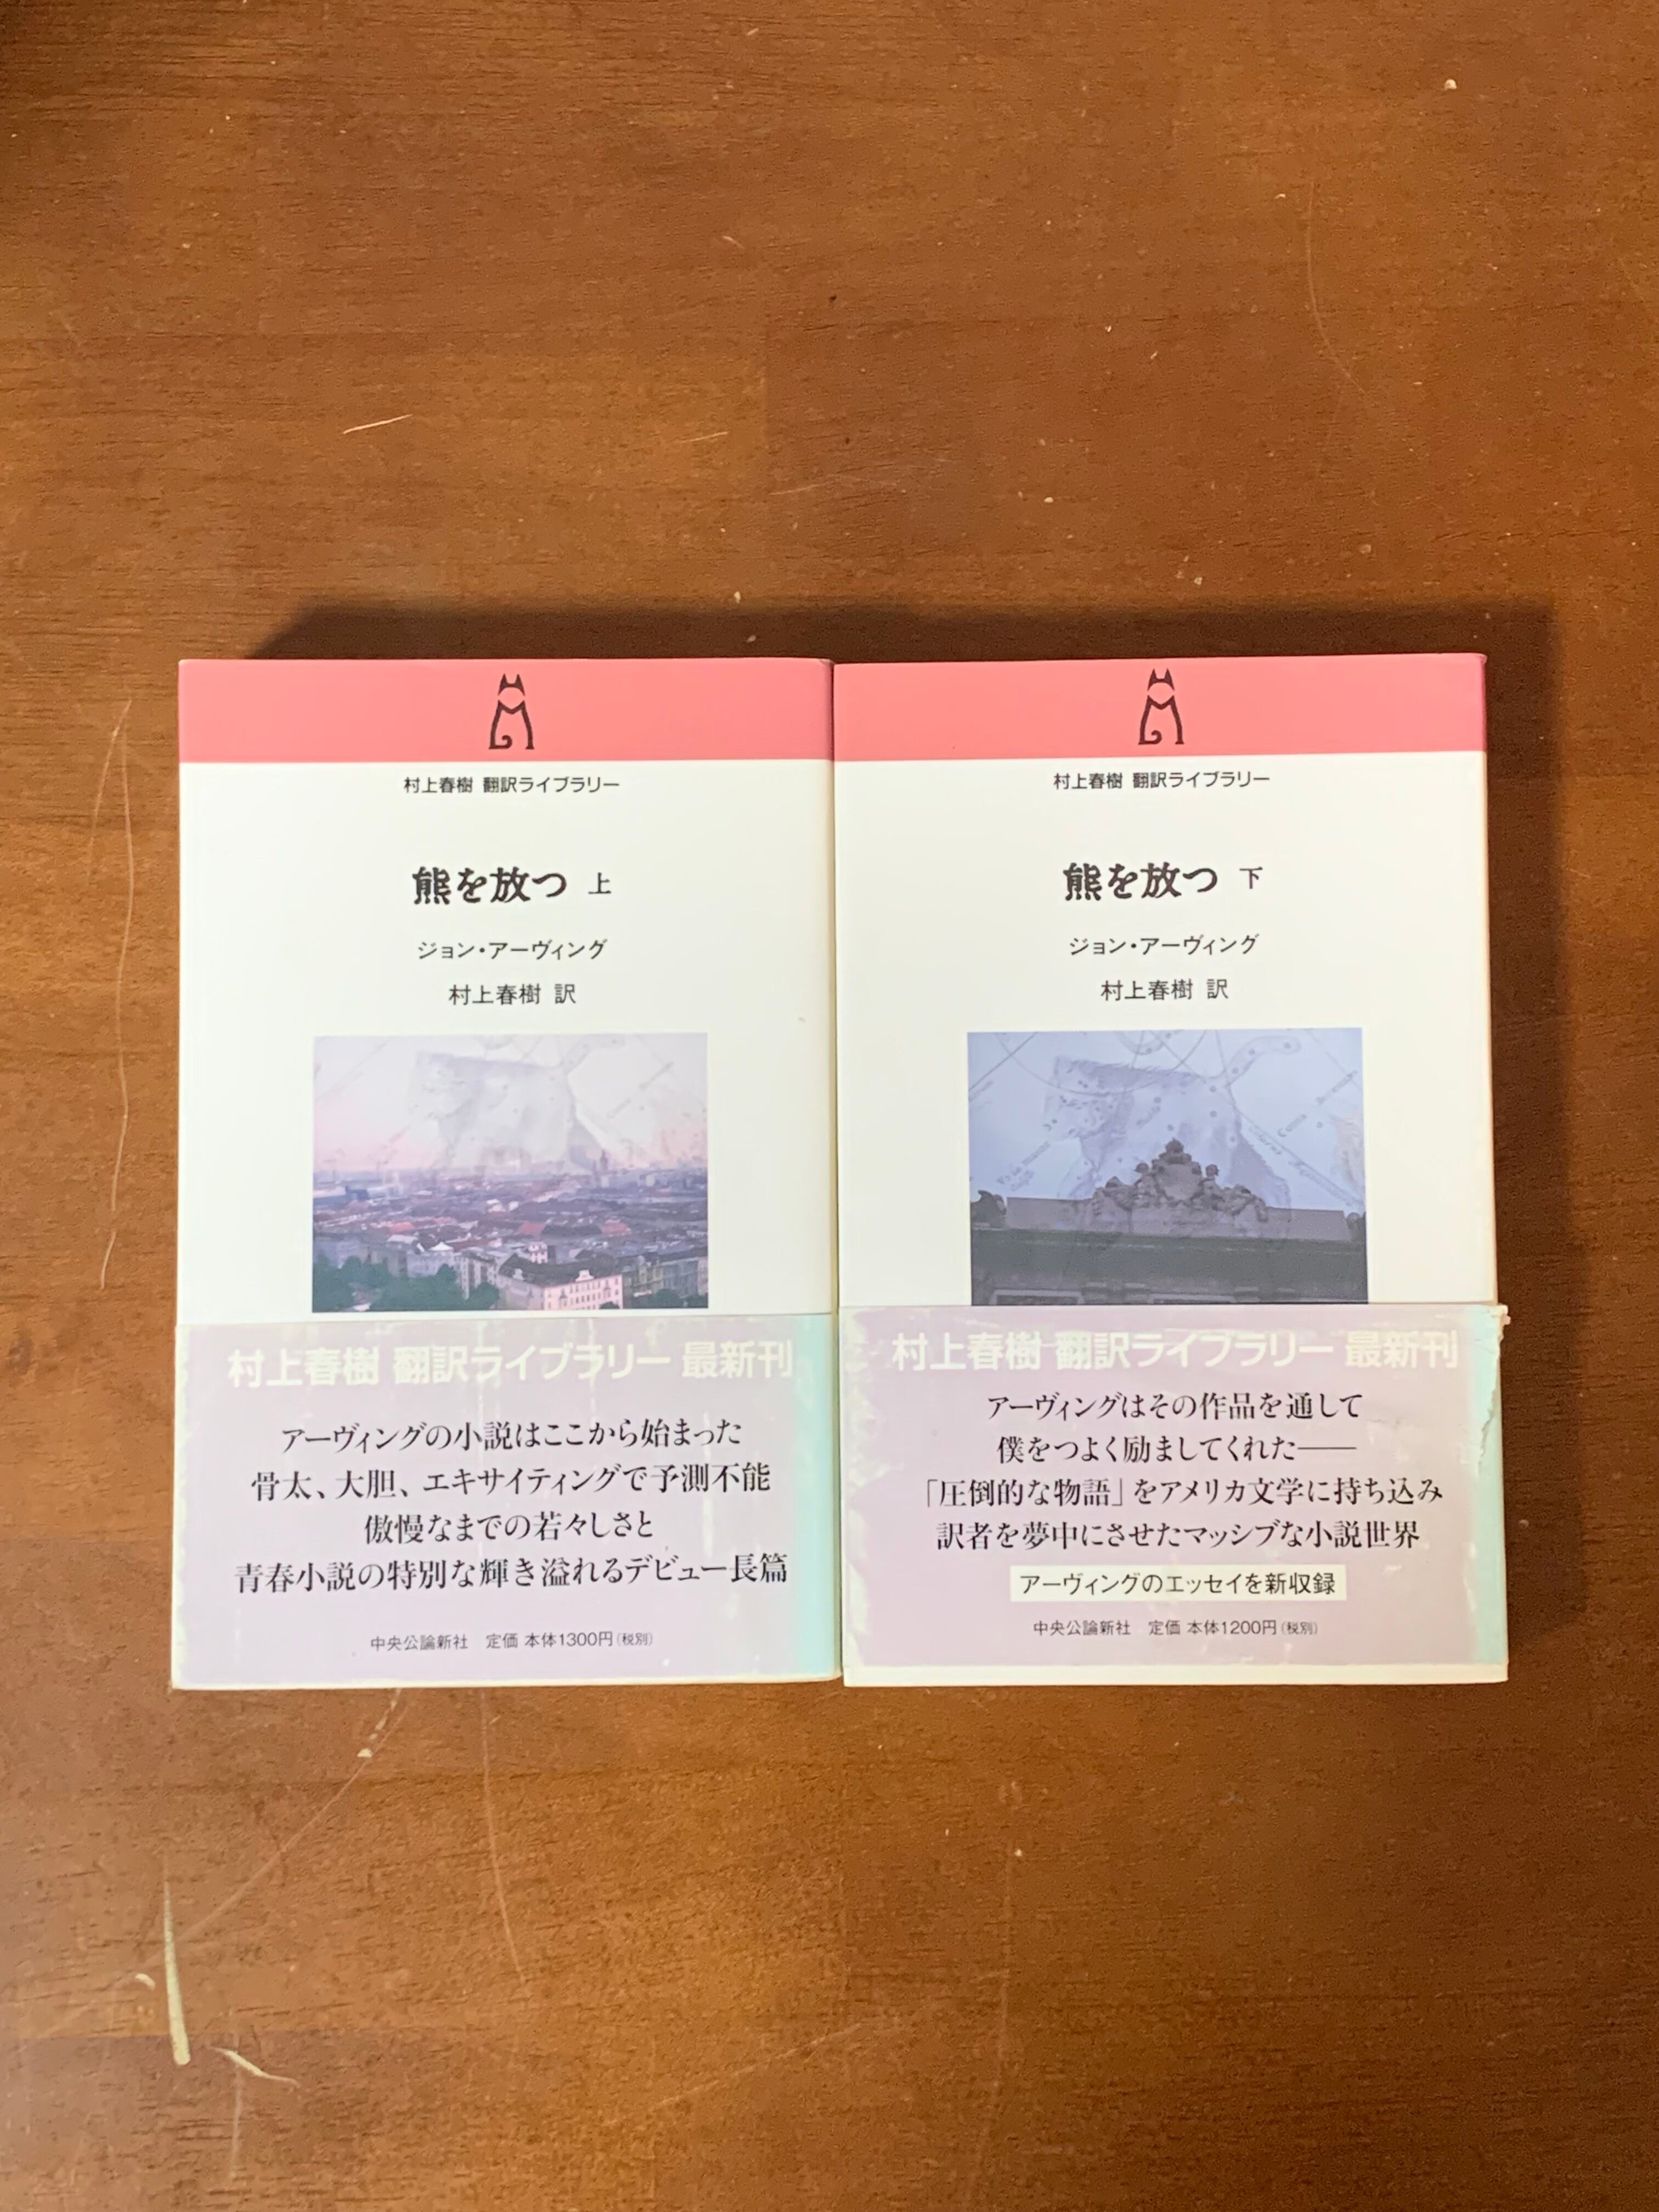 村上春樹 翻訳ライブラリー
熊を放つ 上
ジョン・アーヴィング
村上春樹 訳
村上春樹 翻訳ライブラリー 最新刊
アーヴィングの小説はここから始まった
骨太、大胆、エキサイティングで予測不能
傲慢なまでの若々しさと
青春小説の特別な輝き溢れるデビュー長篇
中央公論新社 定価 本体1300円(税別)
村上春樹 翻訳ライブラリー
熊を放つ 下
ジョン・アーヴィング
村上春樹 訳
村上春樹 翻訳ライブラリー 最新刊
アーヴィングはその作品を通して
僕をつよく励ましてくれた――
「圧倒的な物語」をアメリカ文学に持ち込み
訳者を夢中にさせたマッシブな小説世界
アーヴィングのエッセイを新収録
中央公論新社 定価 本体1200円(税別)